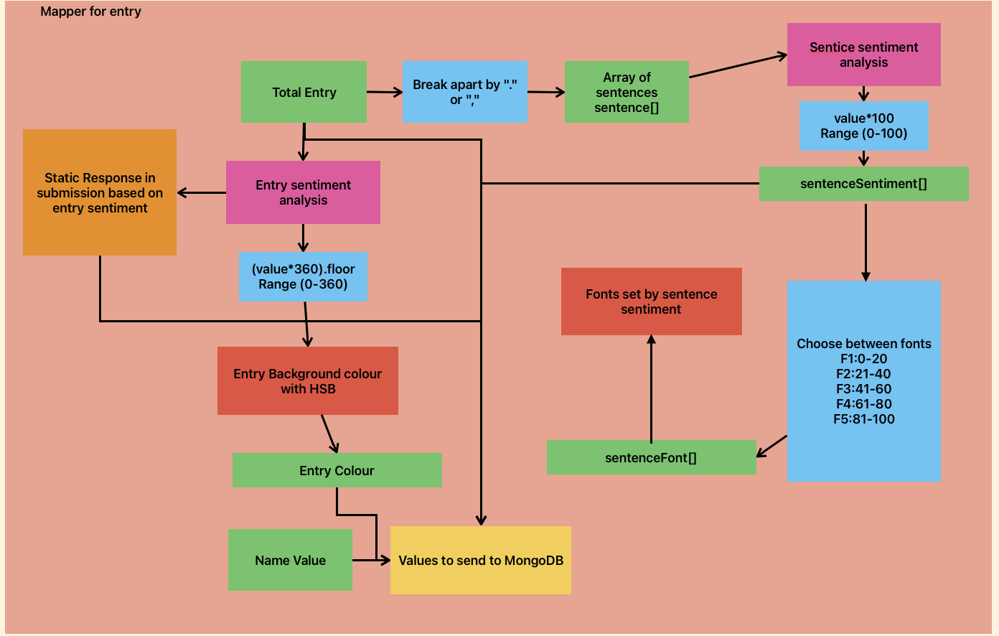 Mapper for entry
Total Entry
Break apart by "."
or ","
Array of
sentences
sentence[]
Sentice sentiment
analysis
value*100
Range (0-100)
sentenceSentiment[]
Static Response in
submission based on
entry sentiment
Entry sentiment
analysis
(value*360).floor
Range (0-360)
Entry Background colour
with HSB
Entry Colour
Name Value
Values to send to MongoDB
Fonts set by sentence
sentiment
sentenceFont[]
Choose between fonts
F1:0-20
F2:21-40
F3:41-60
F4:61-80
F5:81-100